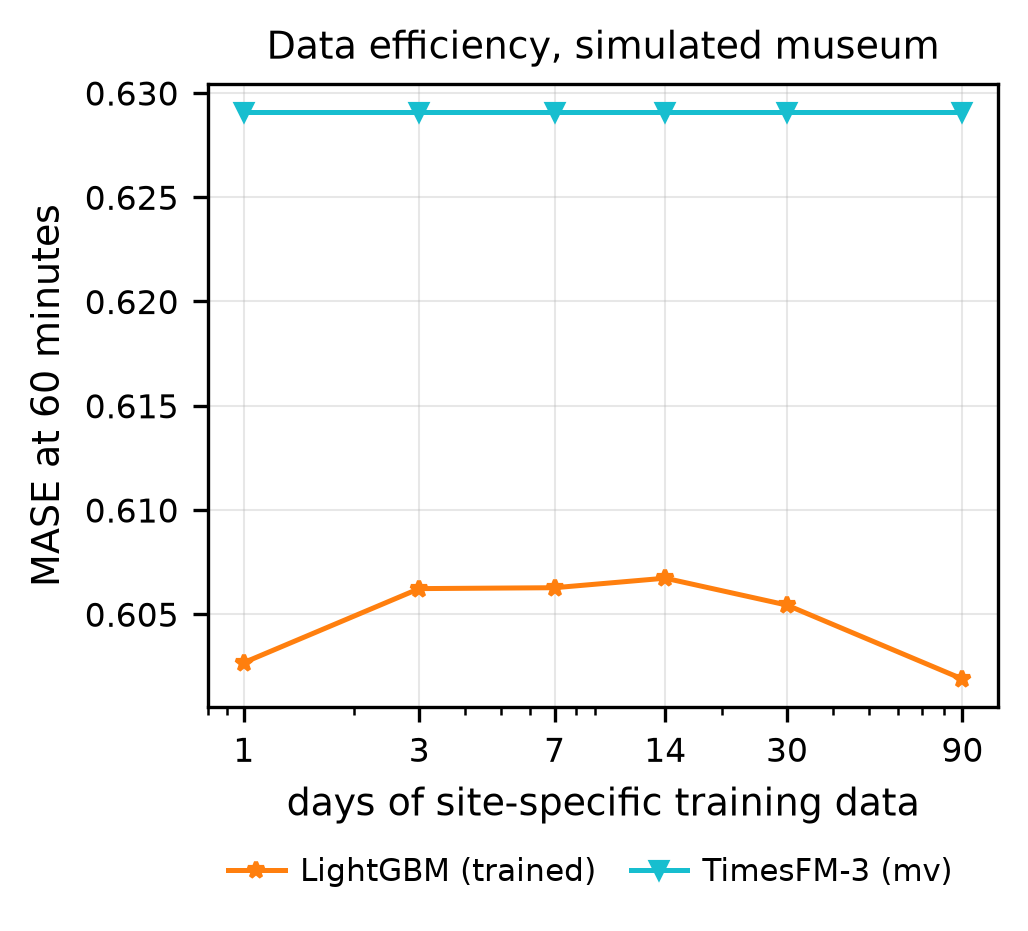 Data efficiency, simulated museum
0.630
0.625
0.620
0.615
0.610
0.605
MASE at 60 minutes
1 3 7 14 30 90
days of site-specific training data
LightGBM (trained) TimesFM-3 (mv)